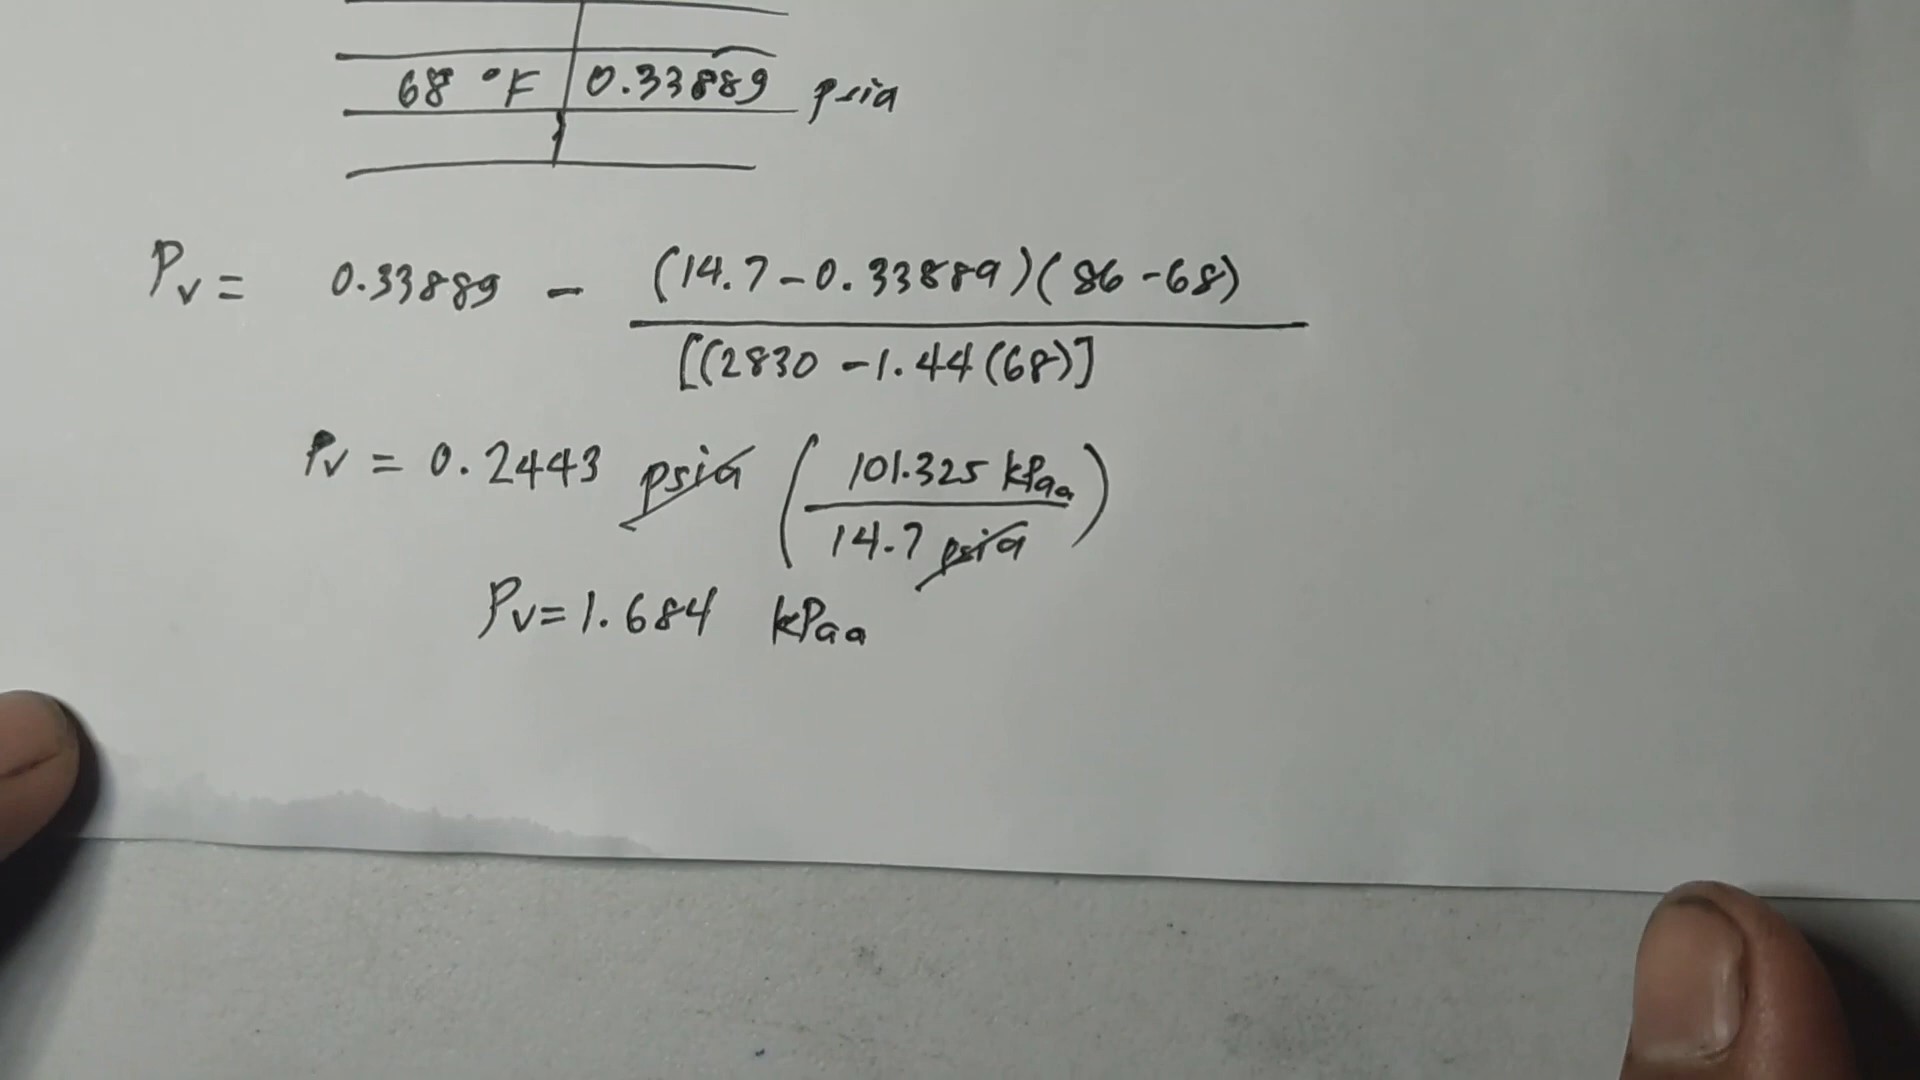 68 °F 0.33889 psia
Pv = 0.33889 - (14.7-0.33889)(86-68)
[(2830 -1.44(68)]
Pv = 0.2443 psia (101.325 kPaa
14.7 psia)
Pv=1.684 kPaa